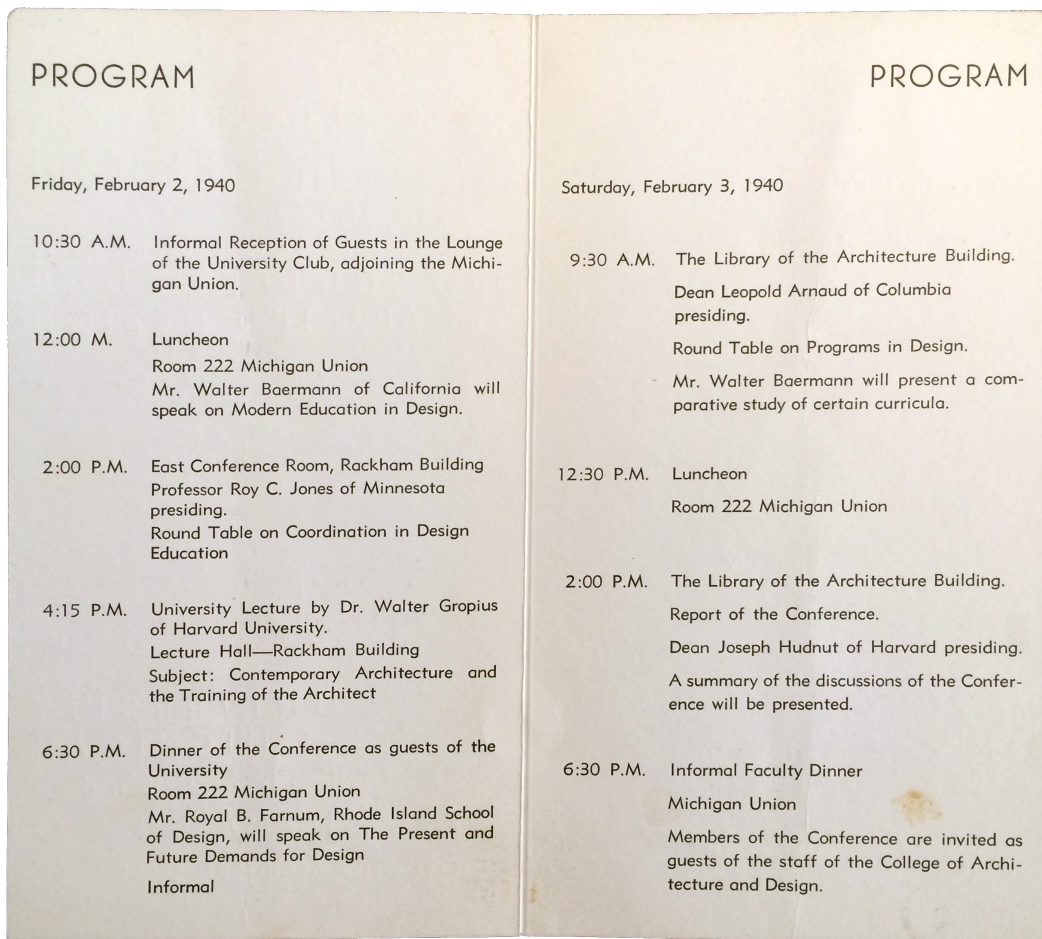 PROGRAM
Friday, February 2, 1940
10:30 A.M. Informal Reception of Guests in the Lounge
of the University Club, adjoining the Michi-
gan Union.
12:00 M. Luncheon
Room 222 Michigan Union
Mr. Walter Baermann of California will
speak on Modern Education in Design.
2:00 P.M. East Conference Room, Rackham Building
Professor Roy C. Jones of Minnesota
presiding.
Round Table on Coordination in Design
Education
4:15 P.M. University Lecture by Dr. Walter Gropius
of Harvard University.
Lecture Hall—Rackham Building
Subject: Contemporary Architecture and
the Training of the Architect
6:30 P.M. Dinner of the Conference as guests of the
University
Room 222 Michigan Union
Mr. Royal B. Farnum, Rhode Island School
of Design, will speak on The Present and
Future Demands for Design
Informal
PROGRAM
Saturday, February 3, 1940
9:30 A.M. The Library of the Architecture Building.
Dean Leopold Arnaud of Columbia
presiding.
Round Table on Programs in Design.
Mr. Walter Baermann will present a com-
parative study of certain curricula.
12:30 P.M. Luncheon
Room 222 Michigan Union
2:00 P.M. The Library of the Architecture Building.
Report of the Conference.
Dean Joseph Hudnut of Harvard presiding.
A summary of the discussions of the Confer-
ence will be presented.
6:30 P.M. Informal Faculty Dinner
Michigan Union
Members of the Conference are invited as
guests of the staff of the College of Archi-
tecture and Design.